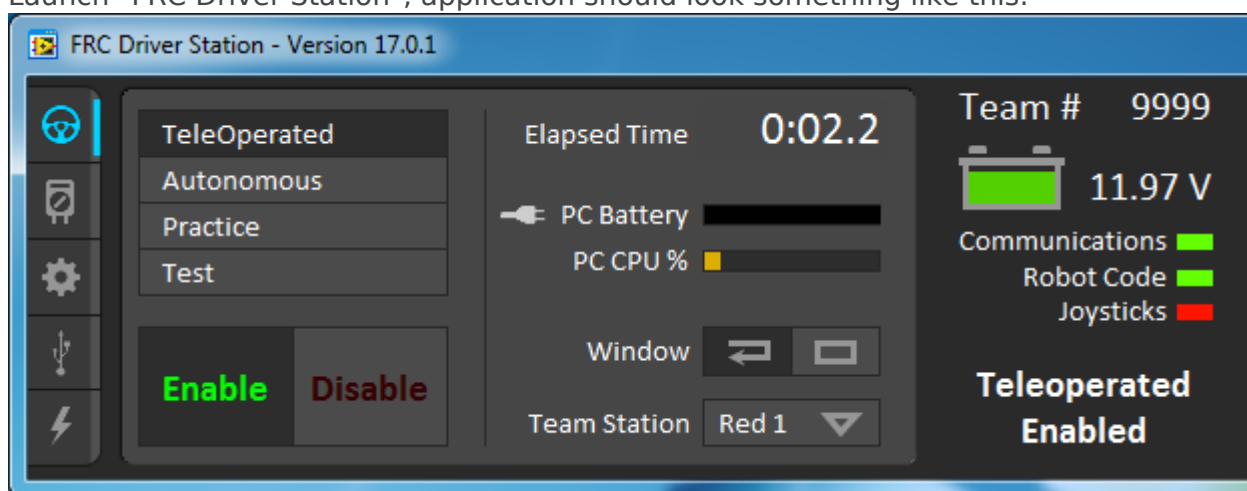 Launch "FRC Driver Station", application should look something like this:
FRC Driver Station - Version 17.0.1
TeleOperated
Autonomous
Practice
Test
Enable Disable
Elapsed Time 0:02.2
PC Battery
PC CPU %
Window
Team Station Red 1
Team # 9999
11.97 V
Communications
Robot Code
Joysticks
Teleoperated
Enabled